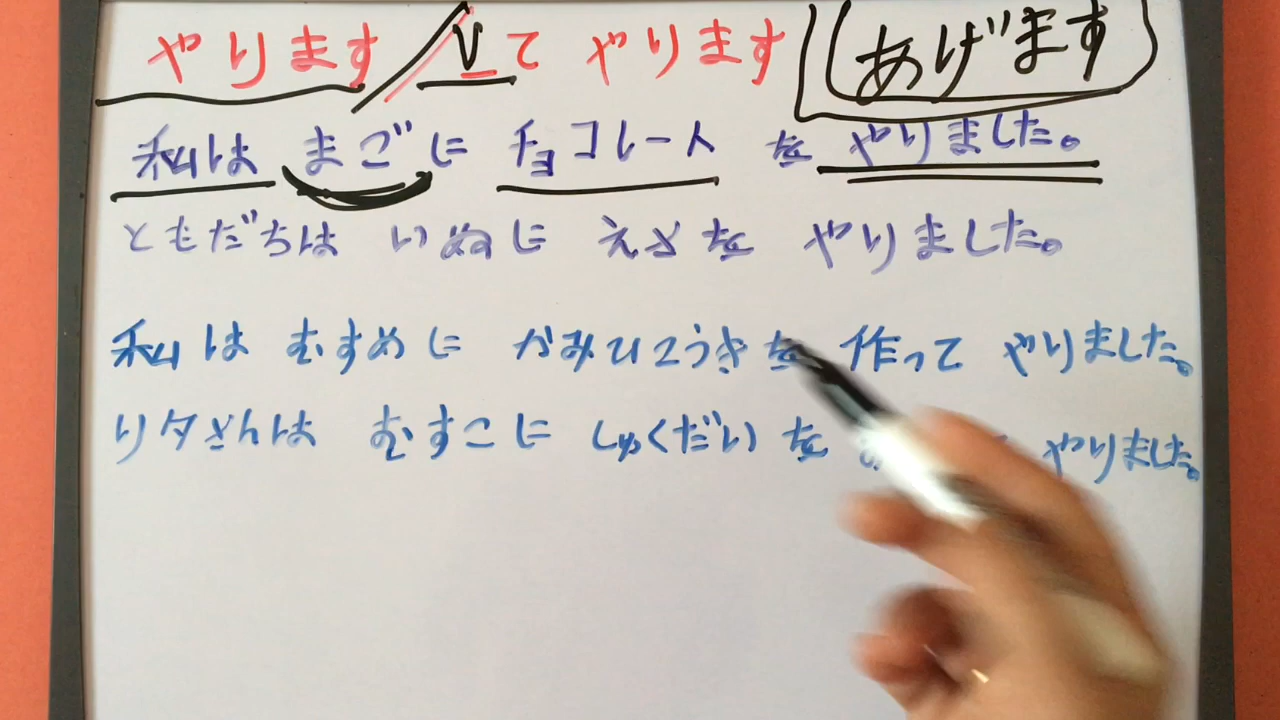 やります／Vて やります あげます
私は まごに チョコレートを やりました。
ともだちは いぬに えさを やりました。
私は むすめに かみひこうきを 作って やりました。
リタさんは むすこに しゅくだいを やりました。